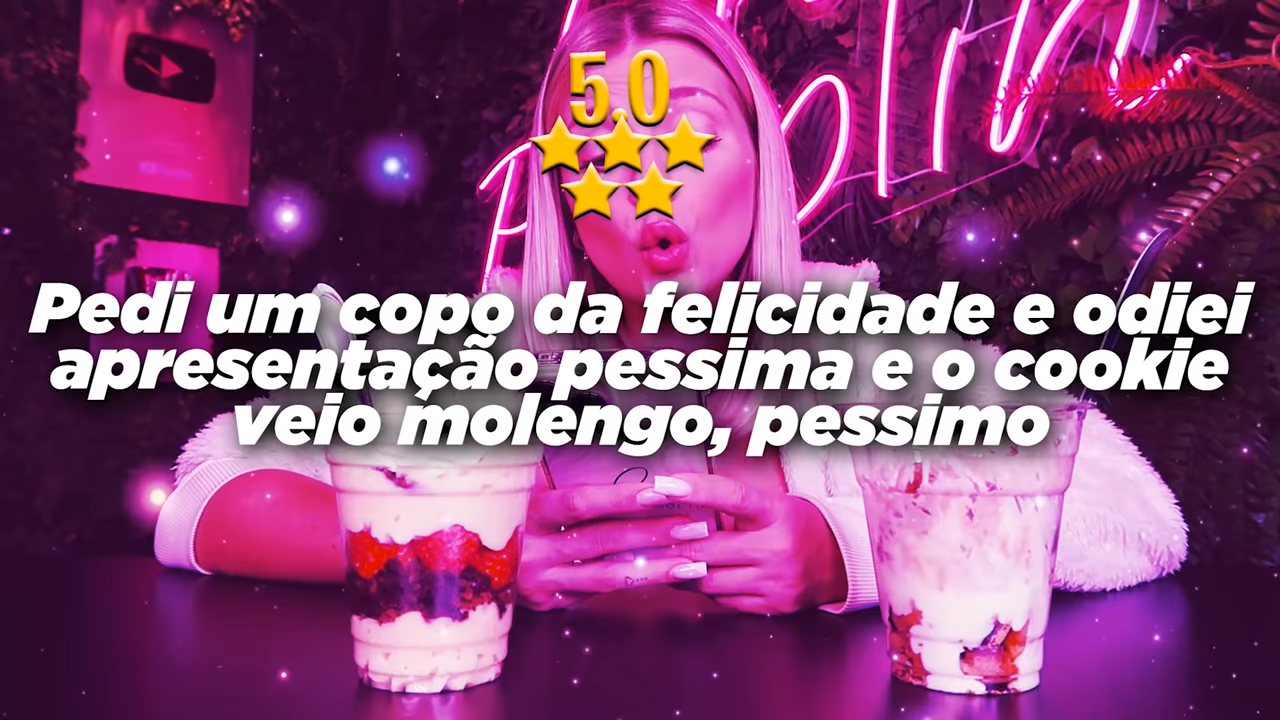 5.0
Pedi um copo da felicidade e odiei
apresentação pessima e o cookie
veio molengo, pessimo